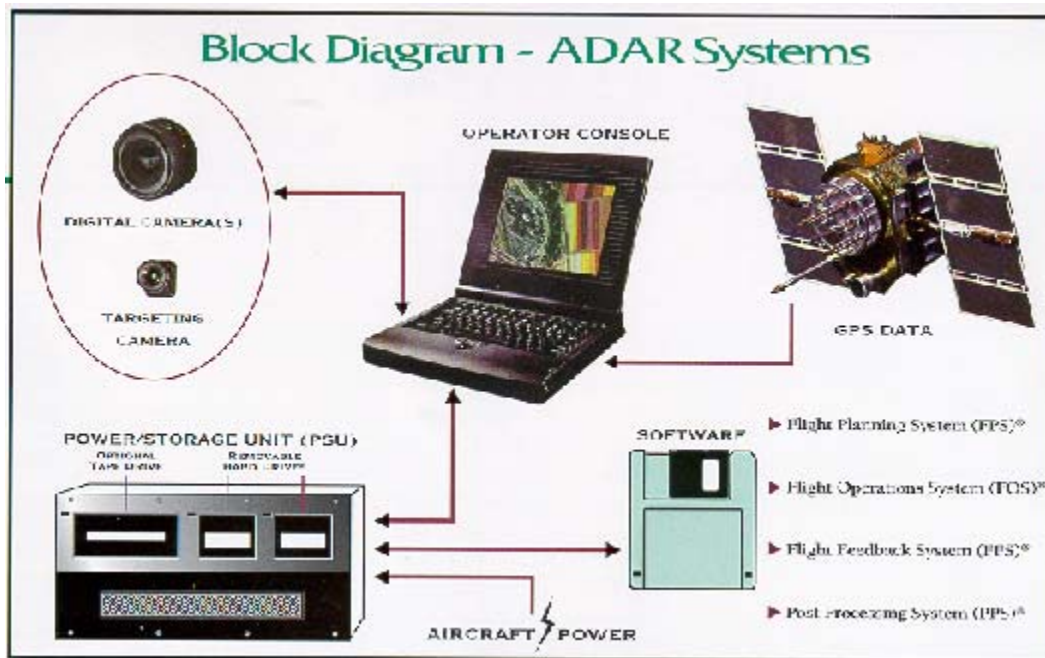 Block Diagram - ADAR Systems
OPERATOR CONSOLE
DIGITAL CAMERA(S)
TARGETING
CAMERA
GPS DATA
POWER/STORAGE UNIT (PSU)
OPTIONAL
TAPE DRIVE
REMOVABLE
HARD DRIVES
SOFTWARE
Flight Planning System (FPS)®
Flight Operations System (FOS)®
Flight Feedback System (FFS)®
Post Processing System (PPS)®
AIRCRAFT POWER